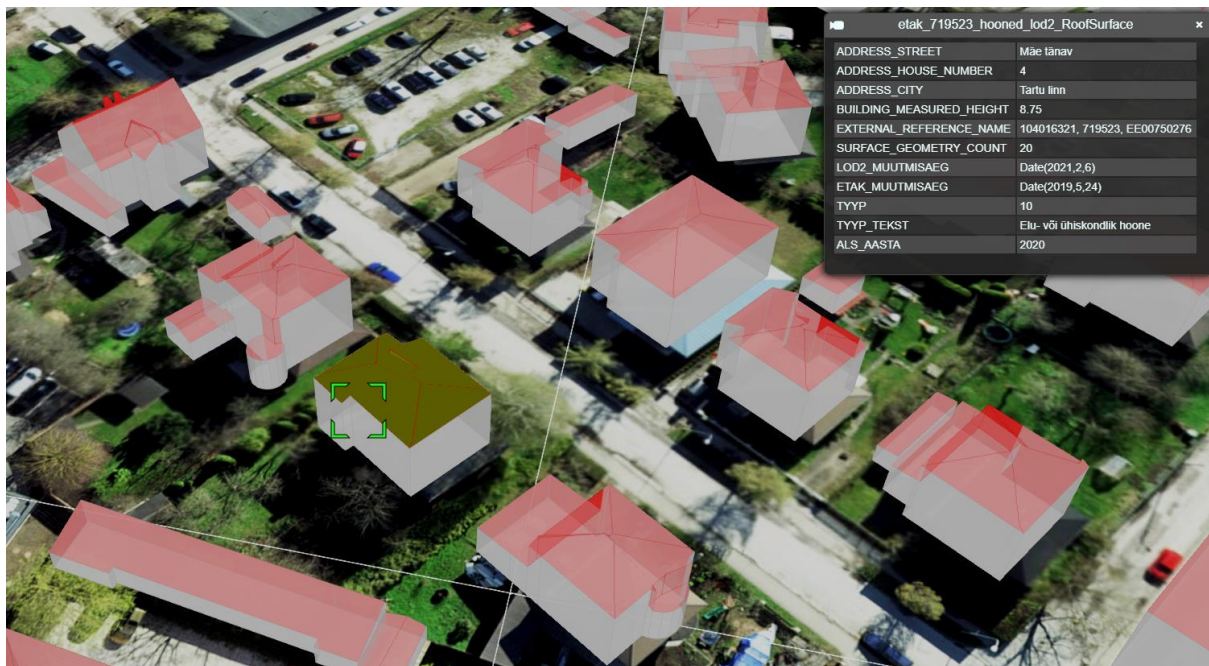 etak_719523_hooned_lod2_RoofSurface ×
ADDRESS_STREET Mäe tänav
ADDRESS_HOUSE_NUMBER 4
ADDRESS_CITY Tartu linn
BUILDING_MEASURED_HEIGHT 8.75
EXTERNAL_REFERENCE_NAME 104016321, 719523, EE00750276
SURFACE_GEOMETRY_COUNT 20
LOD2_MUUTMISAEG Date(2021,2,6)
ETAK_MUUTMISAEG Date(2019,5,24)
TYYP 10
TYYP_TEKST Elu- või ühiskondlik hoone
ALS_AASTA 2020